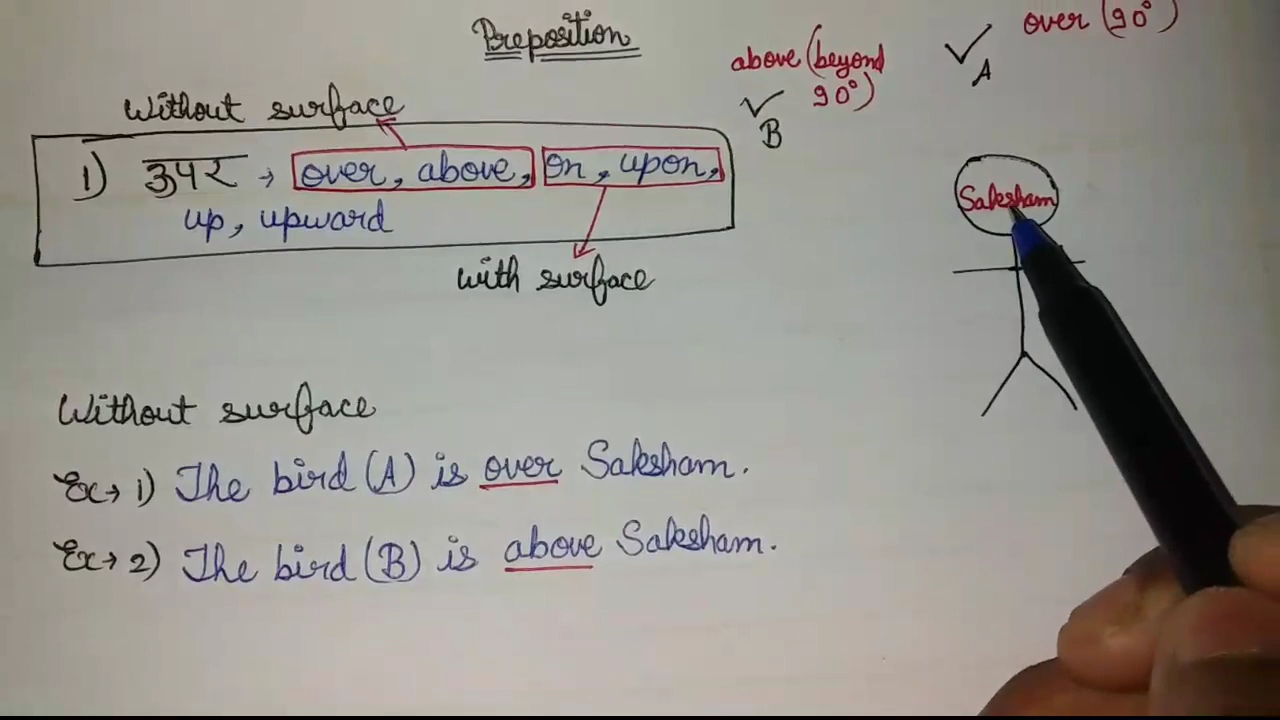 Preposition
over (90°)
above (beyond
90°)
A
B
Without surface
1) ऊपर → over, above, on, upon,
up, upward
with surface
Saksham
Without surface
Ex→ 1) The bird (A) is over Saksham.
Ex→ 2) The bird (B) is above Saksham.